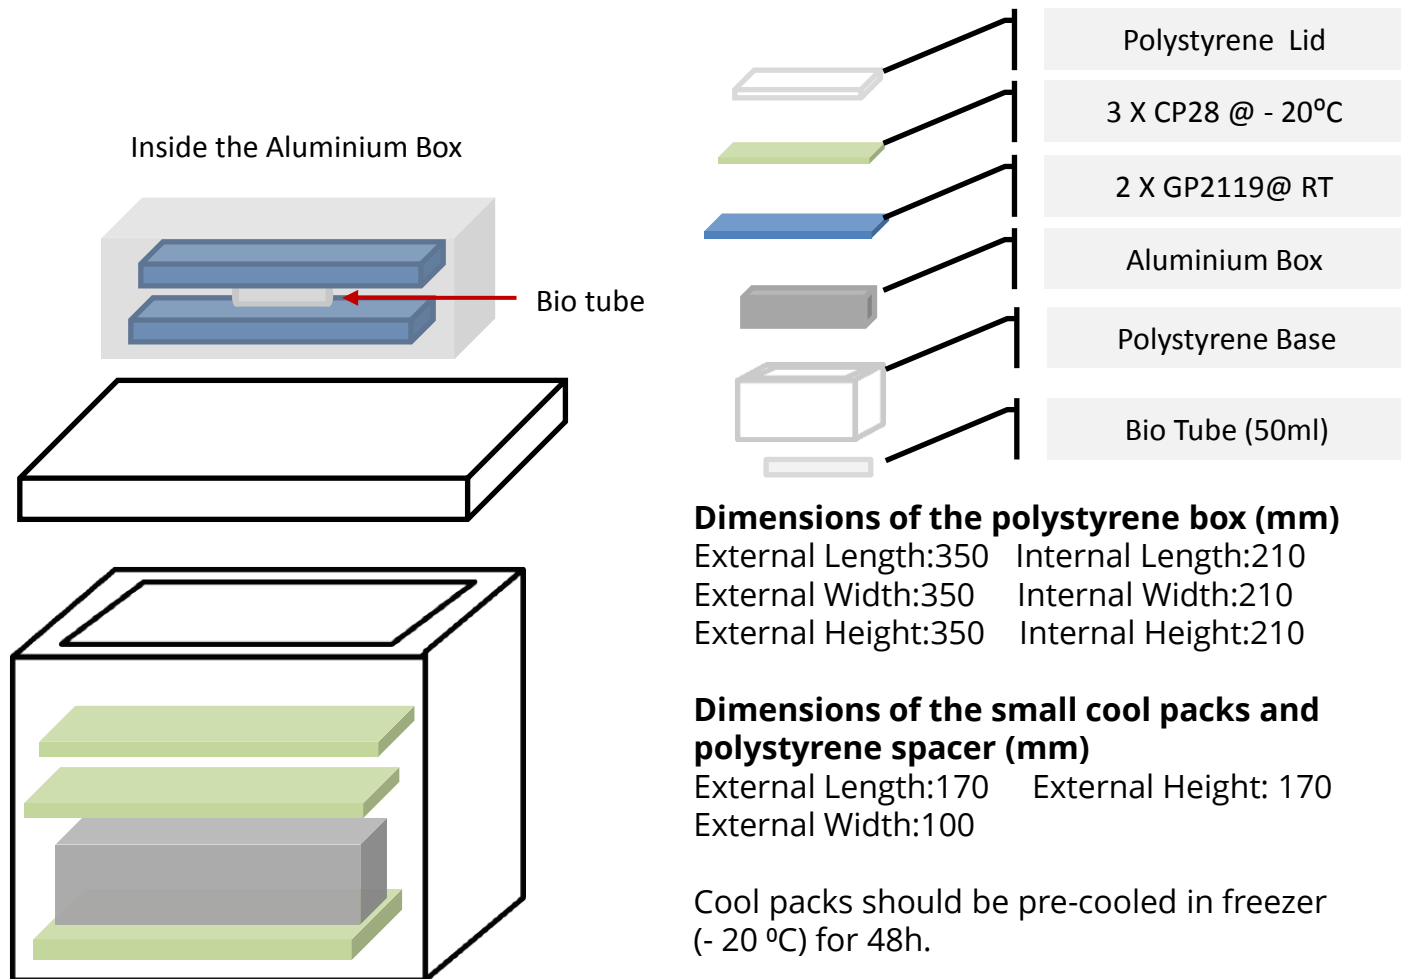 Inside the Aluminium Box
Bio tube
Polystyrene Lid
3 X CP28 @ - 20⁰C
2 X GP2119@ RT
Aluminium Box
Polystyrene Base
Bio Tube (50ml)
Dimensions of the polystyrene box (mm)
External Length:350 Internal Length:210
External Width:350 Internal Width:210
External Height:350 Internal Height:210
Dimensions of the small cool packs and
polystyrene spacer (mm)
External Length:170 External Height: 170
External Width:100
Cool packs should be pre-cooled in freezer
(- 20 ⁰C) for 48h.